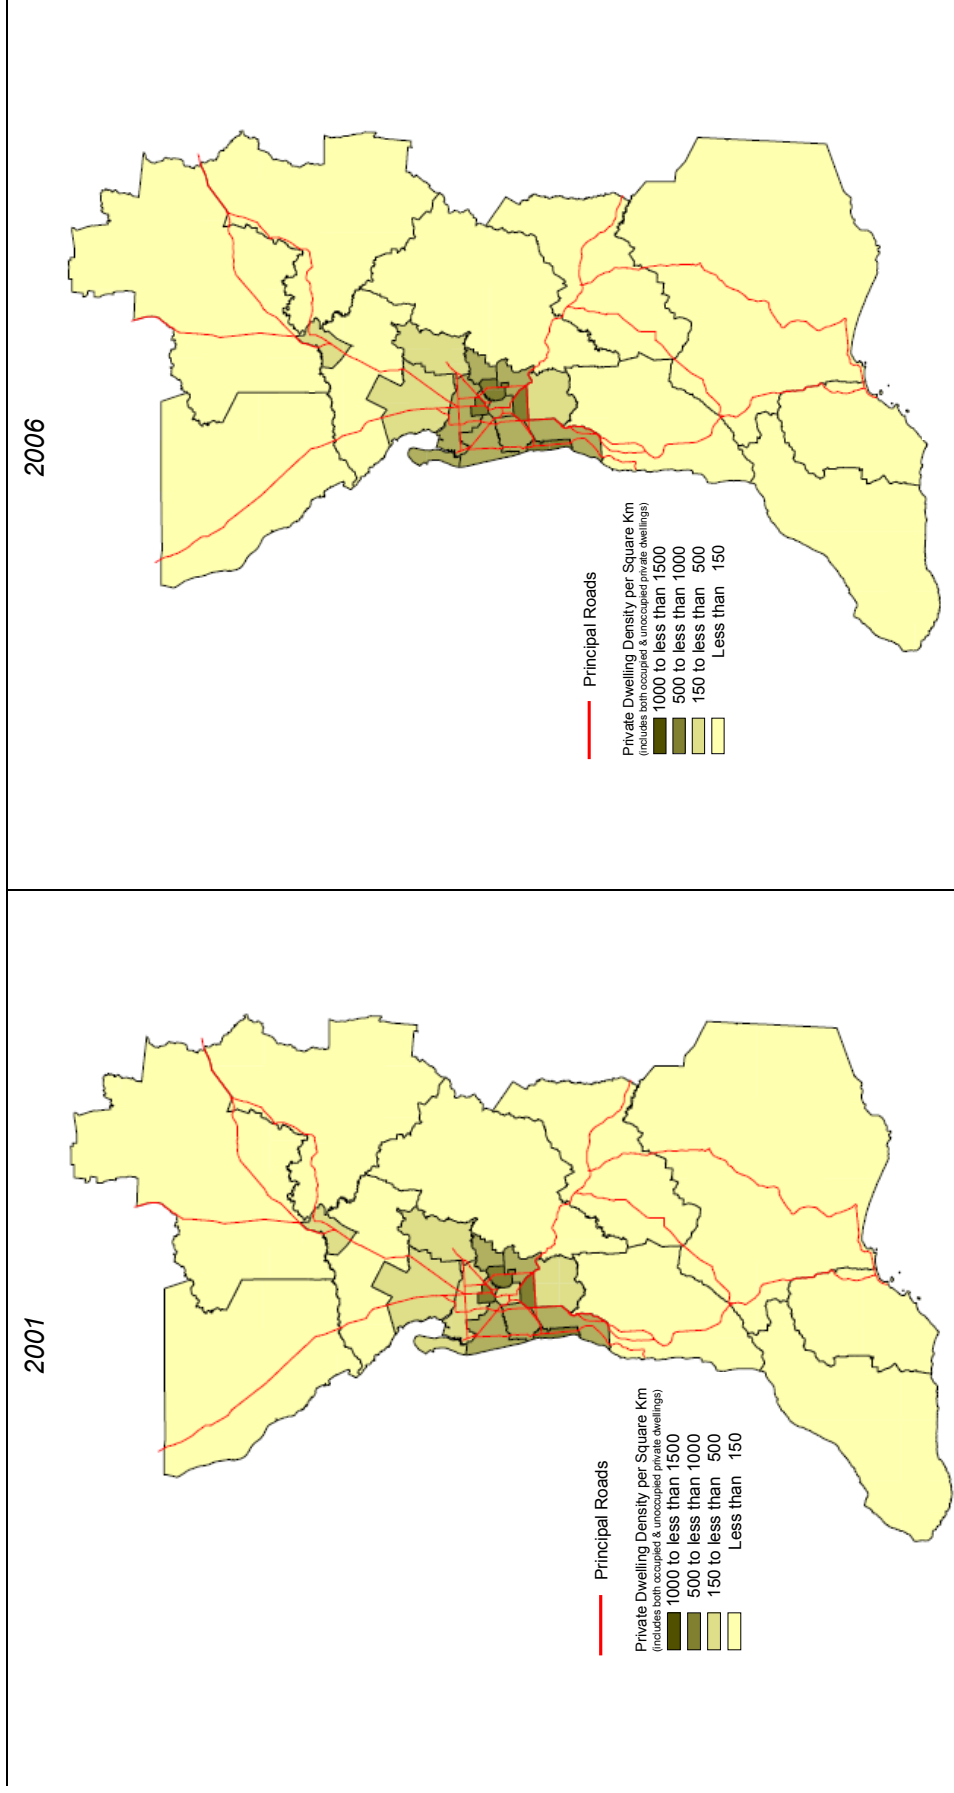 2001
Principal Roads
Private Dwelling Density per Square Km
(includes both occupied & unoccupied private dwellings)
1000 to less than 1500
500 to less than 1000
150 to less than 500
Less than 150
2006
Principal Roads
Private Dwelling Density per Square Km
(includes both occupied & unoccupied private dwellings)
1000 to less than 1500
500 to less than 1000
150 to less than 500
Less than 150